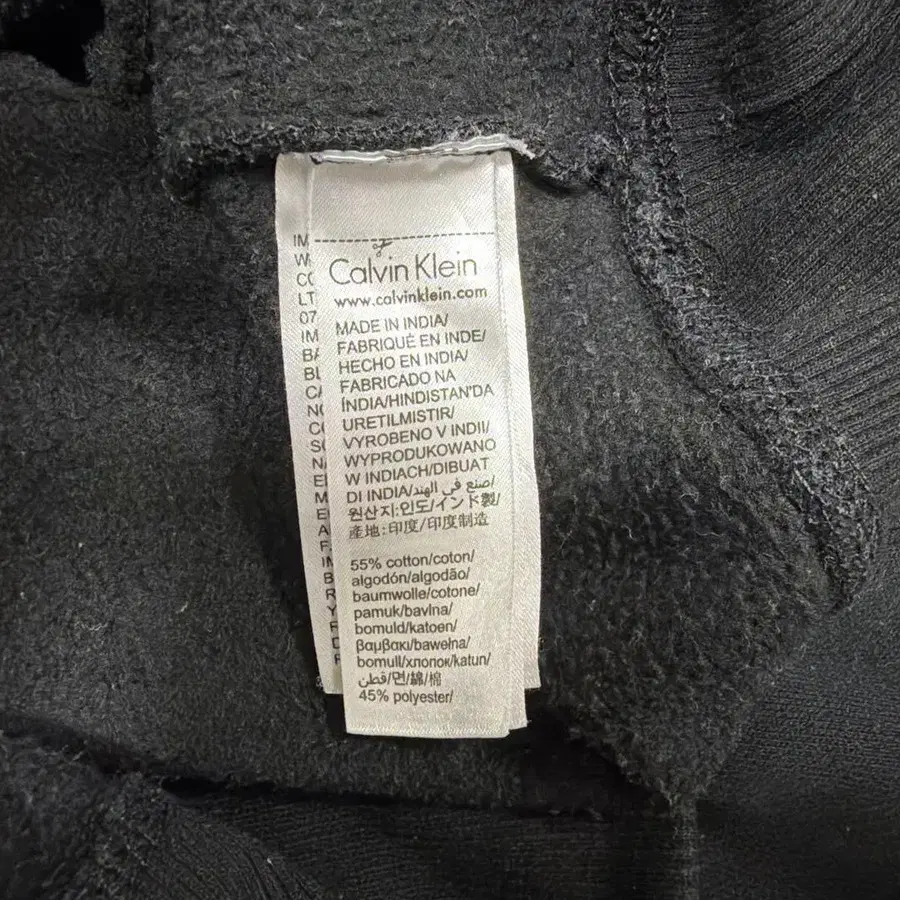 Calvin Klein
www.calvinklein.com
MADE IN INDIA/
FABRIQUÉ EN INDE/
HECHO EN INDIA/
FABRICADO NA
ÍNDIA/HINDISTAN'DA
URETILMISTIR/
VYROBENO V INDII/
WYPRODUKOWANO
W INDIACH/DIBUAT
DI INDIA/صنع في الهند/
원산지:인도/インド製/
産地:印度/印度制造
55% cotton/coton/
algodón/algodão/
baumwolle/cotone/
pamuk/bavlna/
bomuld/katoen/
βαμβακι/bawełna/
bomull/хлопок/katun/
قطن/면/綿/棉
45% polyester/